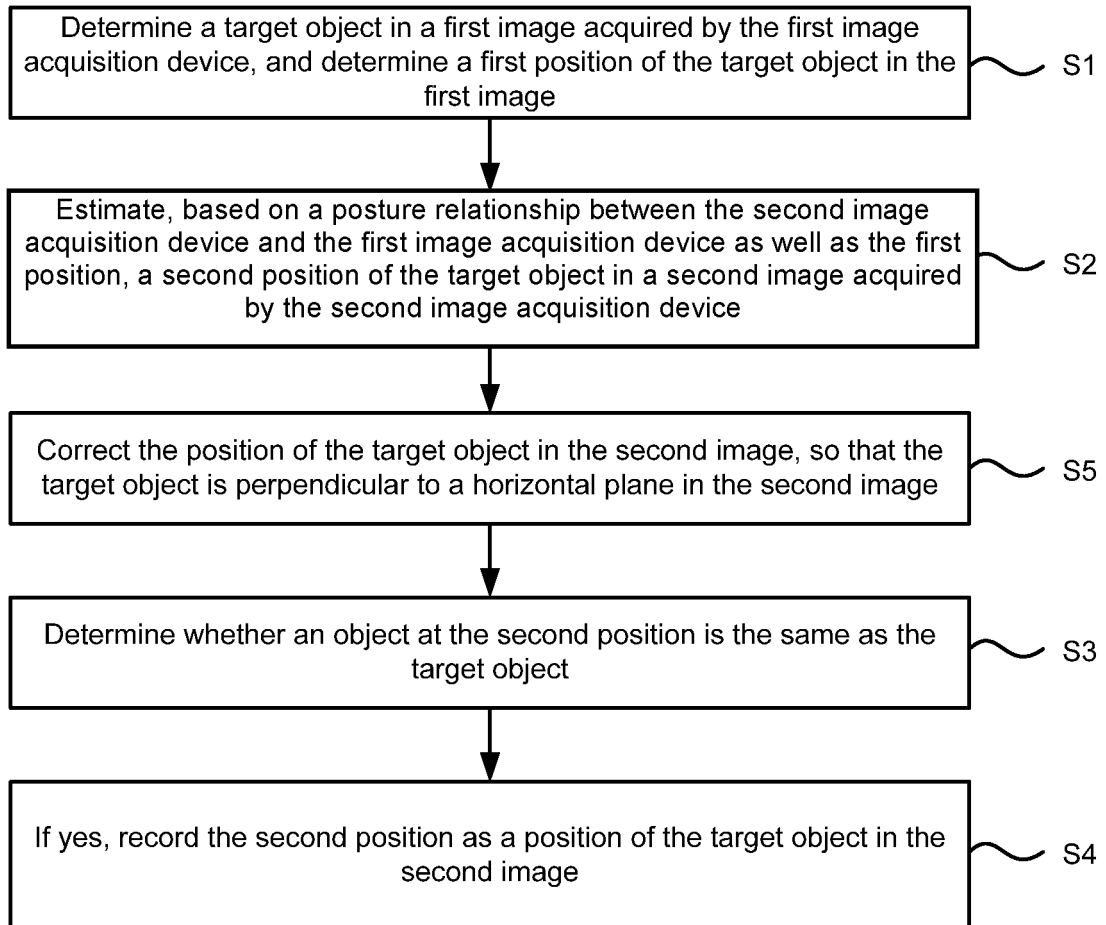 Determine a target object in a first image acquired by the first image
acquisition device, and determine a first position of the target object in the
first image
S1
Estimate, based on a posture relationship between the second image
acquisition device and the first image acquisition device as well as the first
position, a second position of the target object in a second image acquired
by the second image acquisition device
S2
Correct the position of the target object in the second image, so that the
target object is perpendicular to a horizontal plane in the second image
S5
Determine whether an object at the second position is the same as the
target object
S3
If yes, record the second position as a position of the target object in the
second image
S4